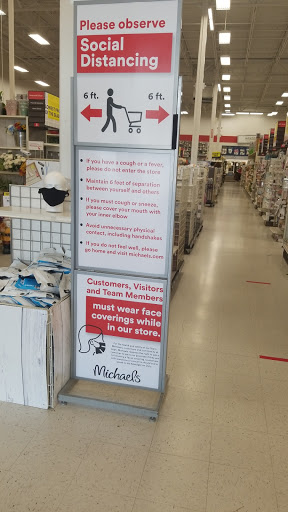 Please observe
Social
Distancing
6 ft.
6 ft.
• If you have a cough or a fever,
please do not enter the store
• Maintain 6 feet of separation
between yourself and others
• If you must cough or sneeze,
please cover your mouth with
your inner elbow
• Avoid unnecessary physical
contact, including handshakes
• If you do not feel well, please
go home and visit michaels.com
Customers, Visitors
and Team Members
must wear face
coverings while
in our store.
Michaels